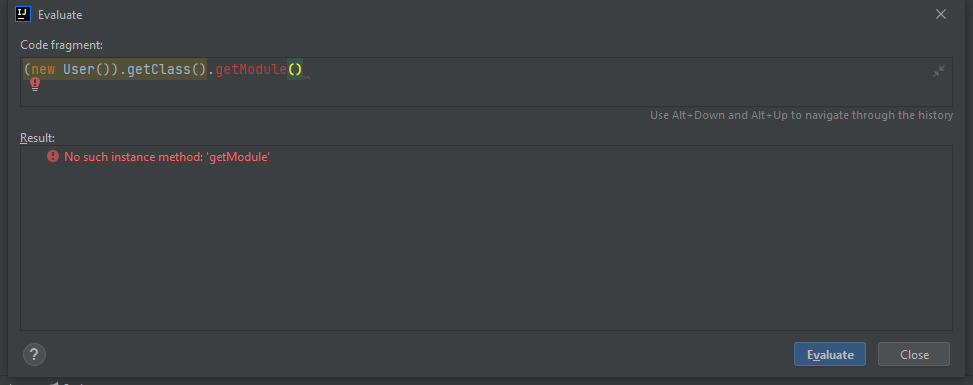 IJ Evaluate
Code fragment:
(new User()).getClass().getModule()
Use Alt+Down and Alt+Up to navigate through the history
Result:
No such instance method: 'getModule'
? Evaluate Close